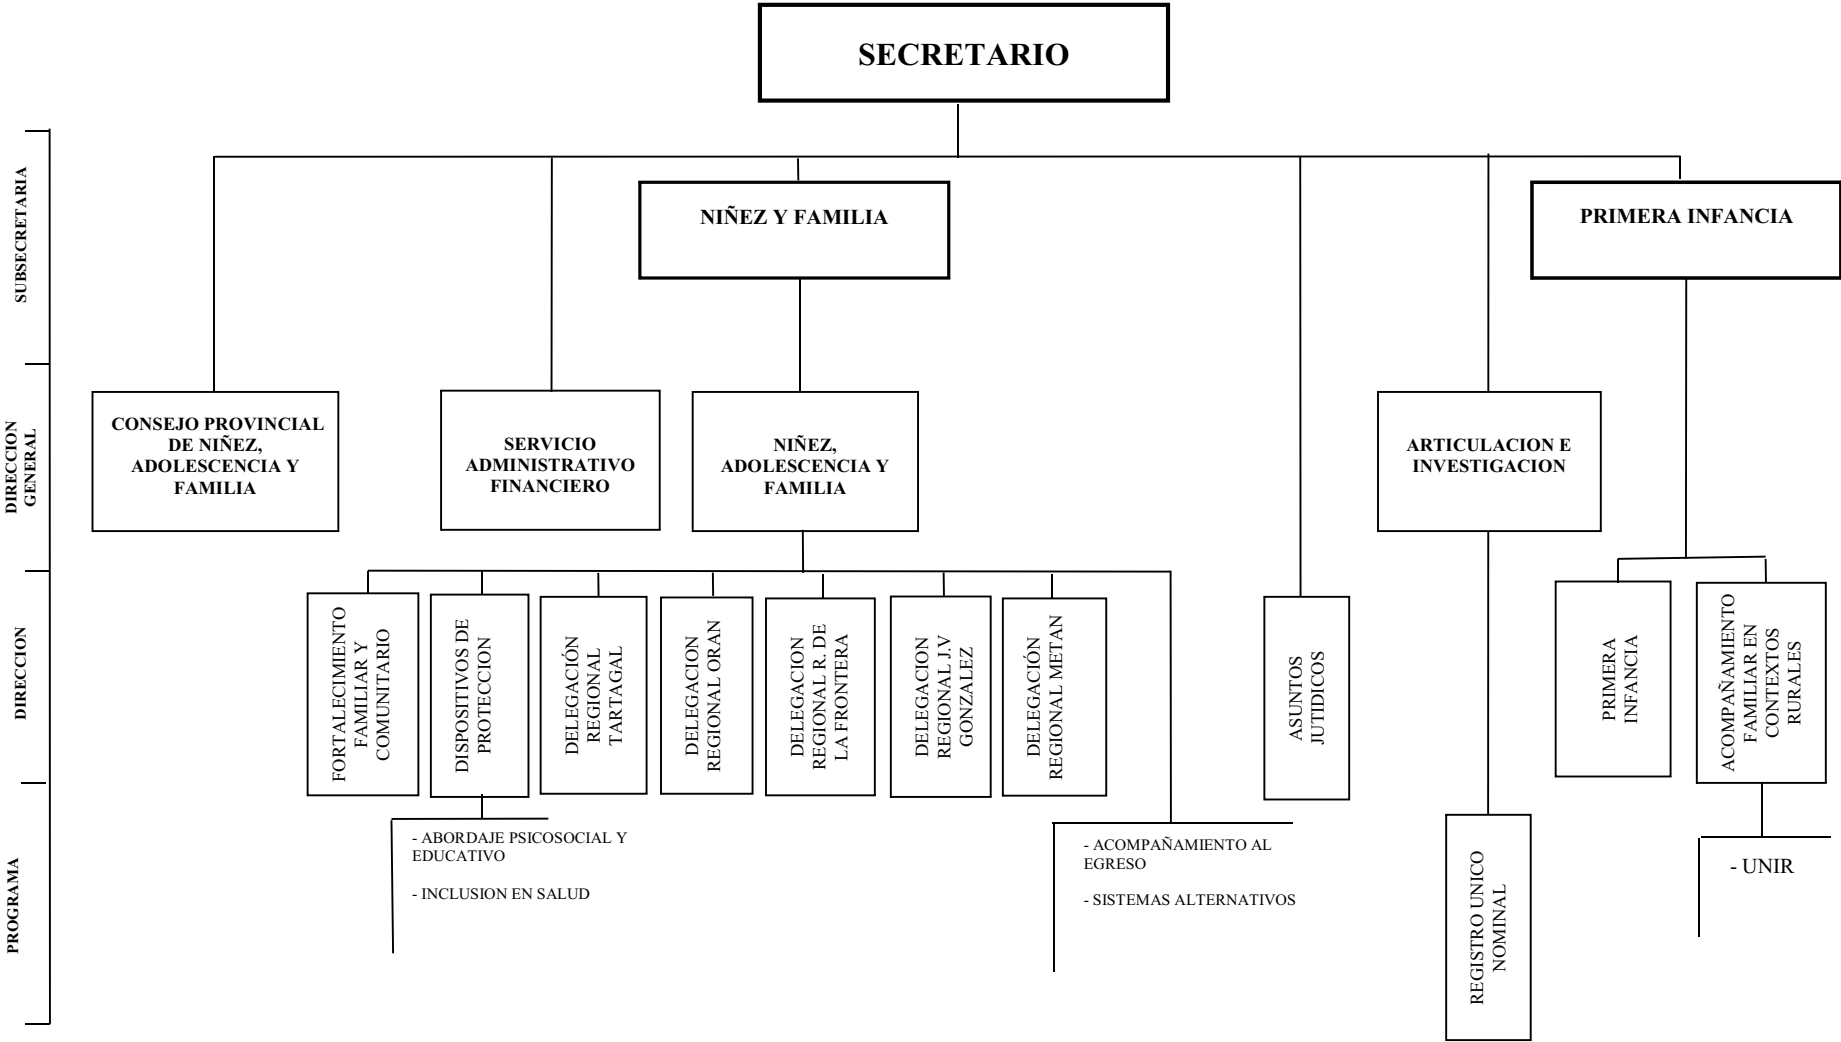 SECRETARIO
SUBSECRETARIA
NIÑEZ Y FAMILIA
PRIMERA INFANCIA
DIRECCION
GENERAL
CONSEJO PROVINCIAL
DE NIÑEZ,
ADOLESCENCIA Y
FAMILIA
SERVICIO
ADMINISTRATIVO
FINANCIERO
NIÑEZ,
ADOLESCENCIA Y
FAMILIA
ARTICULACION E
INVESTIGACION
DIRECCION
FORTALECIMIENTO
FAMILIAR Y
COMUNITARIO
DISPOSITIVOS DE
PROTECCION
DELEGACIÓN
REGIONAL
TARTAGAL
DELEGACION
REGIONAL ORAN
DELEGACION
REGIONAL R. DE
LA FRONTERA
DELEGACION
REGIONAL J.V
GONZALEZ
DELEGACIÓN
REGIONAL METAN
ASUNTOS
JUTIDICOS
PRIMERA
INFANCIA
ACOMPAÑAMIENTO
FAMILIAR EN
CONTEXTOS
RURALES
PROGRAMA
- ABORDAJE PSICOSOCIAL Y
EDUCATIVO
- INCLUSION EN SALUD
- ACOMPAÑAMIENTO AL
EGRESO
- SISTEMAS ALTERNATIVOS
REGISTRO UNICO
NOMINAL
- UNIR